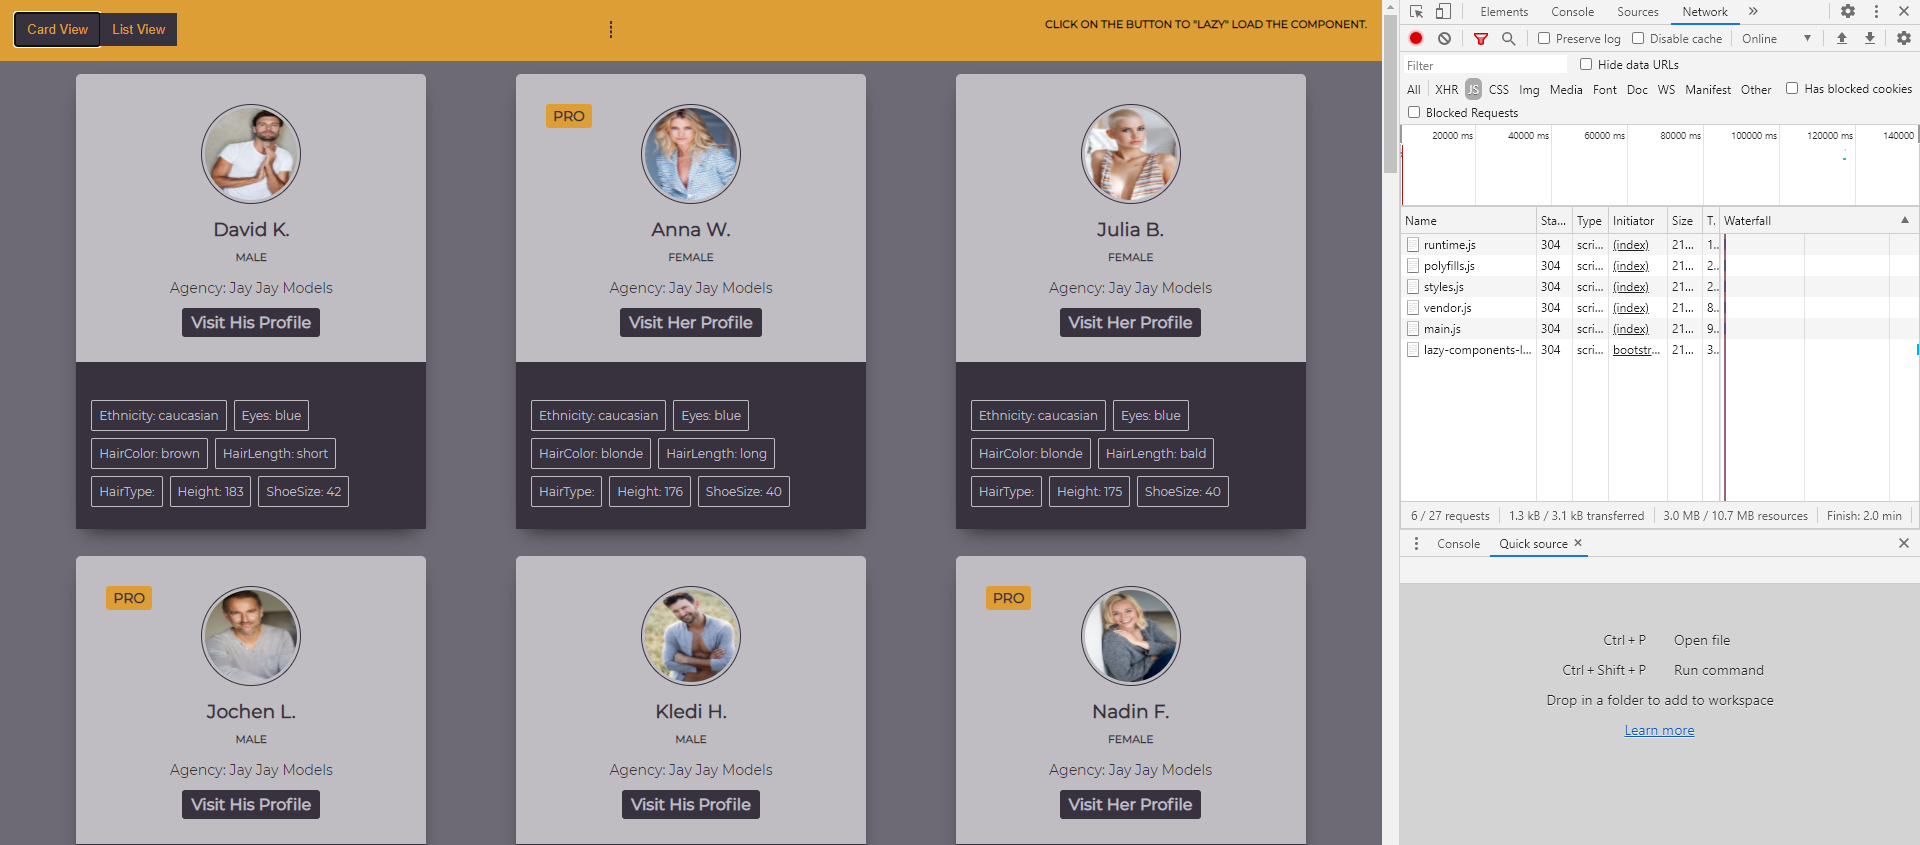 Card View
List View
CLICK ON THE BUTTON TO "LAZY" LOAD THE COMPONENT.
David K.
MALE
Agency: Jay Jay Models
Visit His Profile
Ethnicity: caucasian
Eyes: blue
HairColor: brown
HairLength: short
HairType:
Height: 183
ShoeSize: 42
PRO
Anna W.
FEMALE
Agency: Jay Jay Models
Visit Her Profile
Ethnicity: caucasian
Eyes: blue
HairColor: blonde
HairLength: long
HairType:
Height: 176
ShoeSize: 40
Julia B.
FEMALE
Agency: Jay Jay Models
Visit Her Profile
Ethnicity: caucasian
Eyes: blue
HairColor: blonde
HairLength: bald
HairType:
Height: 175
ShoeSize: 40
PRO
Jochen L.
MALE
Agency: Jay Jay Models
Visit His Profile
Kledi H.
MALE
Agency: Jay Jay Models
Visit His Profile
PRO
Nadin F.
FEMALE
Agency: Jay Jay Models
Visit Her Profile
Elements Console Sources Network
Preserve log Disable cache Online
Filter Hide data URLs
All XHR JS CSS Img Media Font Doc WS Manifest Other Has blocked cookies
Blocked Requests
20000 ms 40000 ms 60000 ms 80000 ms 100000 ms 120000 ms 140000
Name Sta... Type Initiator Size T. Waterfall
runtime.js 304 scri... (index) 21... 1..
polyfills.js 304 scri... (index) 21... 2..
styles.js 304 scri... (index) 21... 2..
vendor.js 304 scri... (index) 21... 8..
main.js 304 scri... (index) 21... 9..
lazy-components-l... 304 scri... bootstr... 21... 3..
6 / 27 requests 1.3 kB / 3.1 kB transferred 3.0 MB / 10.7 MB resources Finish: 2.0 min
Console Quick source
Ctrl + P Open file
Ctrl + Shift + P Run command
Drop in a folder to add to workspace
Learn more